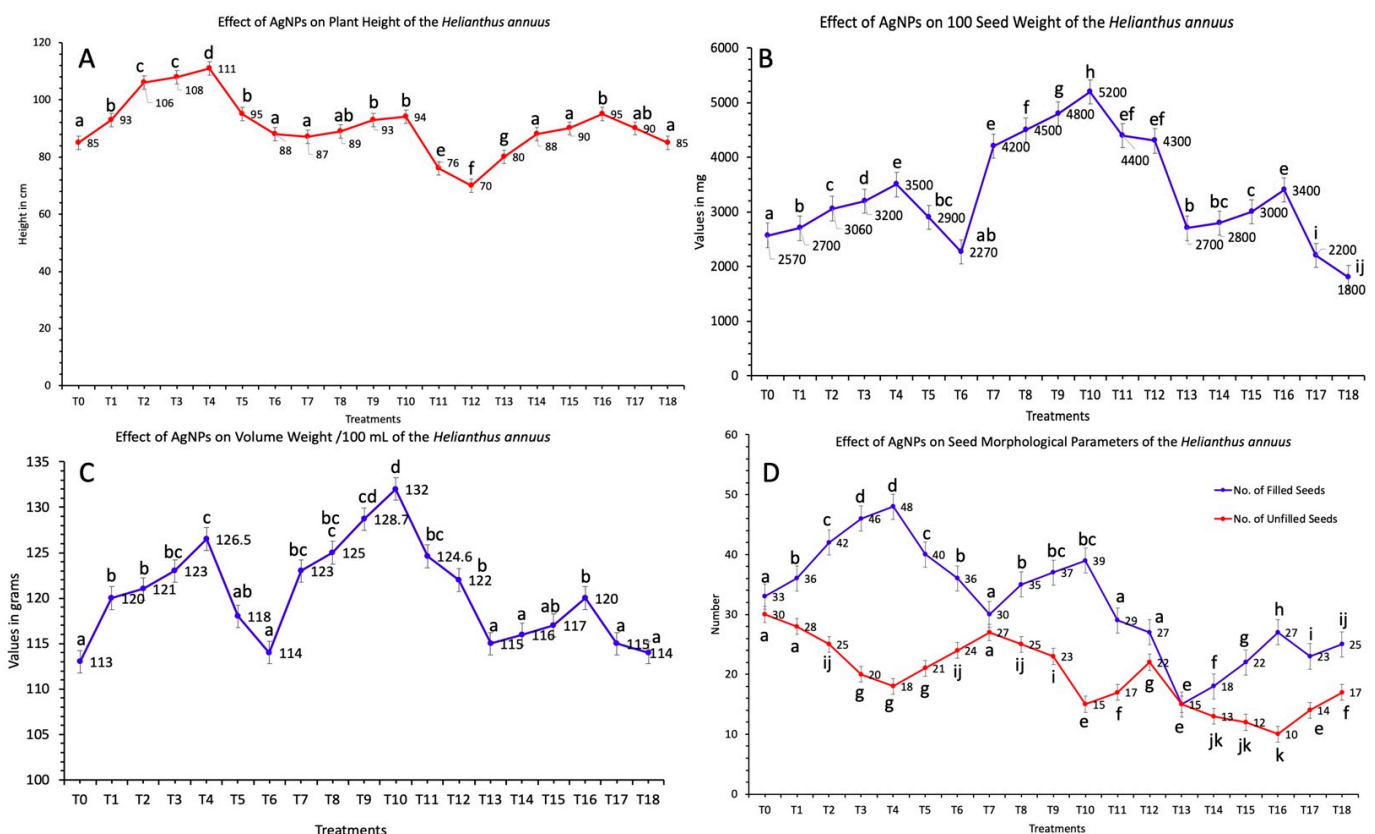 Effect of AgNPs on Plant Height of the Helianthus annuus
A
Height in cm
120
100
80
60
40
20
0
a b c c d b a a ab b b e f g a a b ab a
85 93 106 108 111 95 88 87 89 93 94 76 70 80 88 90 95 90 85
T0 T1 T2 T3 T4 T5 T6 T7 T8 T9 T10 T11 T12 T13 T14 T15 T16 T17 T18
Treatments
Effect of AgNPs on 100 Seed Weight of the Helianthus annuus
B
Values in mg
6000
5000
4000
3000
2000
1000
0
a b c d e bc ab e f g h ef ef b bc c e i ij
2570 2700 3060 3200 3500 2900 2270 4200 4500 4800 5200 4400 4300 2700 2800 3000 3400 2200 1800
T0 T1 T2 T3 T4 T5 T6 T7 T8 T9 T10 T11 T12 T13 T14 T15 T16 T17 T18
Treatments
Effect of AgNPs on Volume Weight /100 mL of the Helianthus annuus
C
Values in grams
135
130
125
120
115
110
105
100
a b b bc c ab a bc bc c cd d bc b a a ab b a a
113 120 121 123 126.5 118 114 123 125 128.7 132 124.6 122 115 116 117 120 115 114
T0 T1 T2 T3 T4 T5 T6 T7 T8 T9 T10 T11 T12 T13 T14 T15 T16 T17 T18
Treatments
Effect of AgNPs on Seed Morphological Parameters of the Helianthus annuus
D
No. of Filled Seeds
No. of Unfilled Seeds
Number
60
50
40
30
20
10
0
a b c d d c b a b bc bc a a e f g h i ij
33 36 42 46 48 40 36 30 35 37 39 29 27 15 18 22 27 23 25
30 28 25 20 18 21 24 27 25 23 15 17 22 13 12 10 14 17
a a ij g g g ij a ij i e f g e jk jk k e f
T0 T1 T2 T3 T4 T5 T6 T7 T8 T9 T10 T11 T12 T13 T14 T15 T16 T17 T18
Treatments